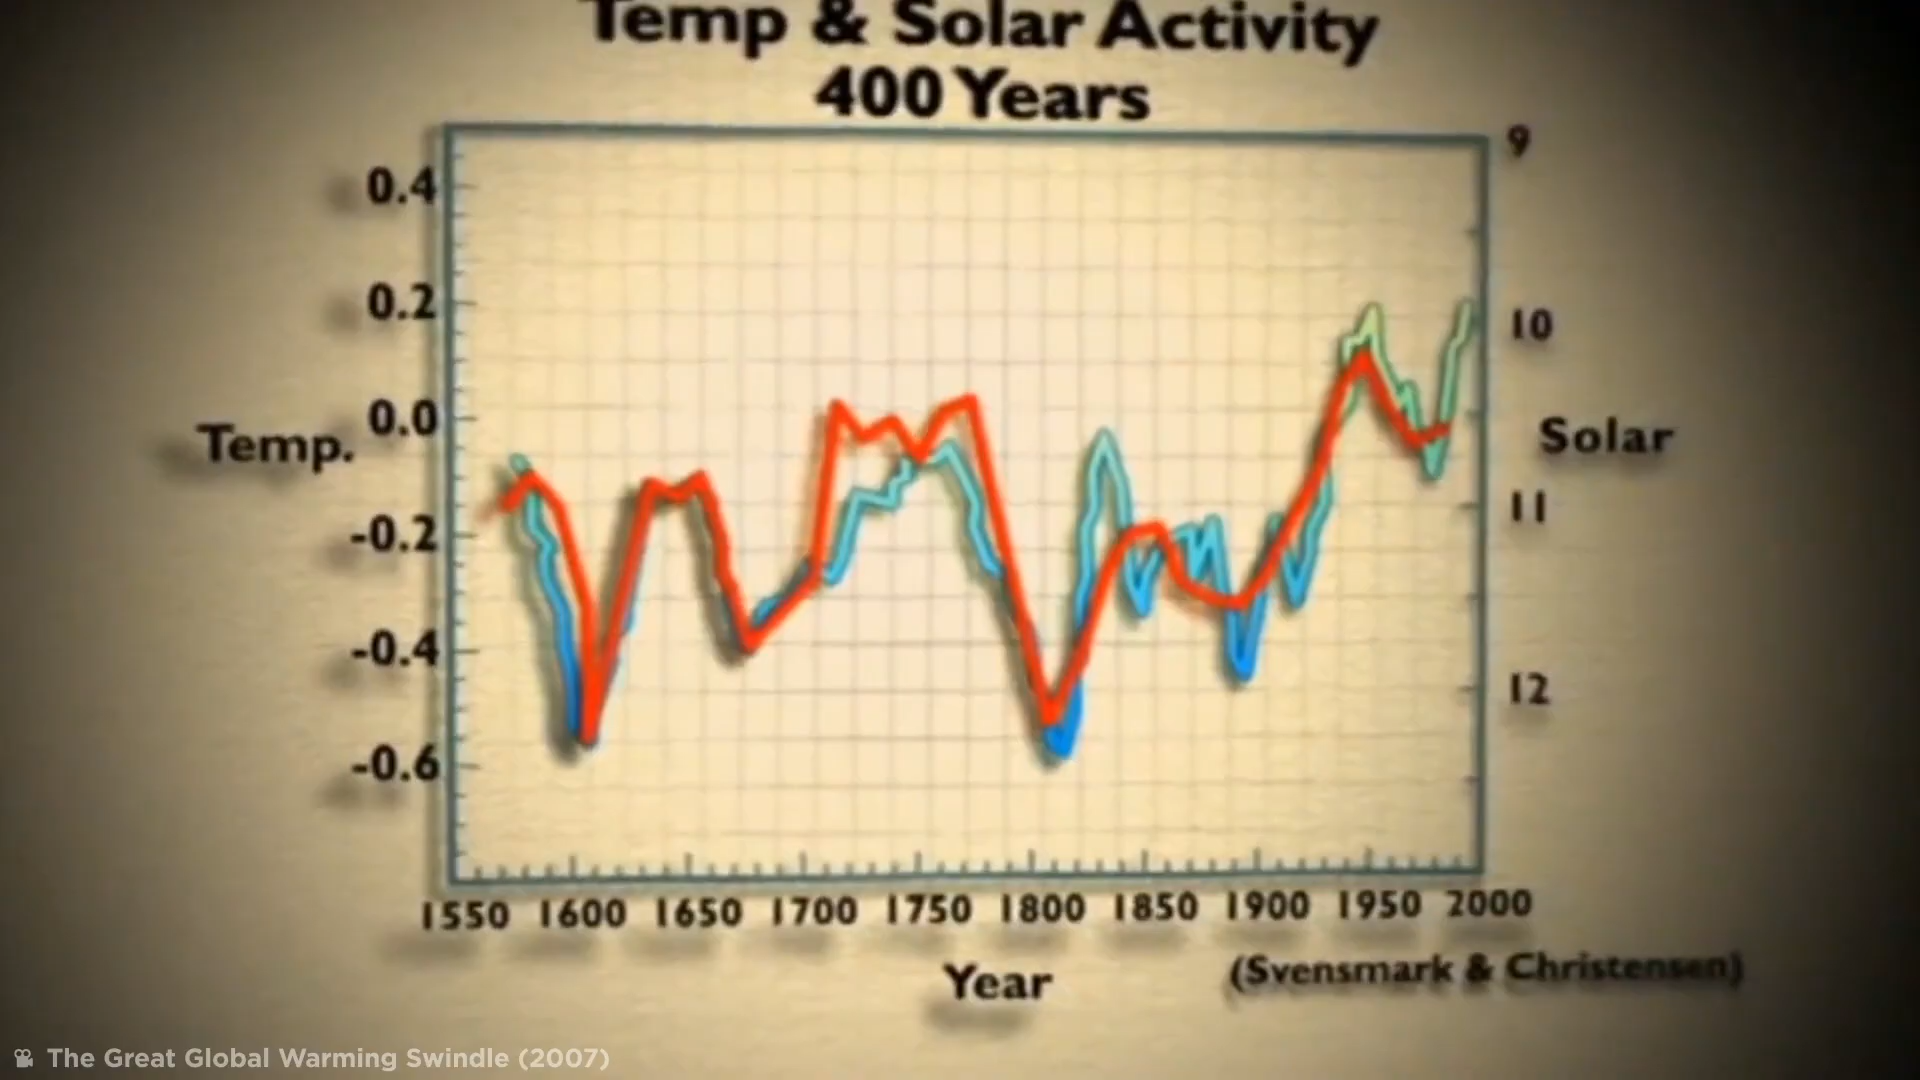 Temp & Solar Activity
400 Years
9
0.4
0.2
10
Temp.
0.0
Solar
11
-0.2
-0.4
12
-0.6
1550 1600 1650 1700 1750 1800 1850 1900 1950 2000
Year
(Svensmark & Christensen)
The Great Global Warming Swindle (2007)